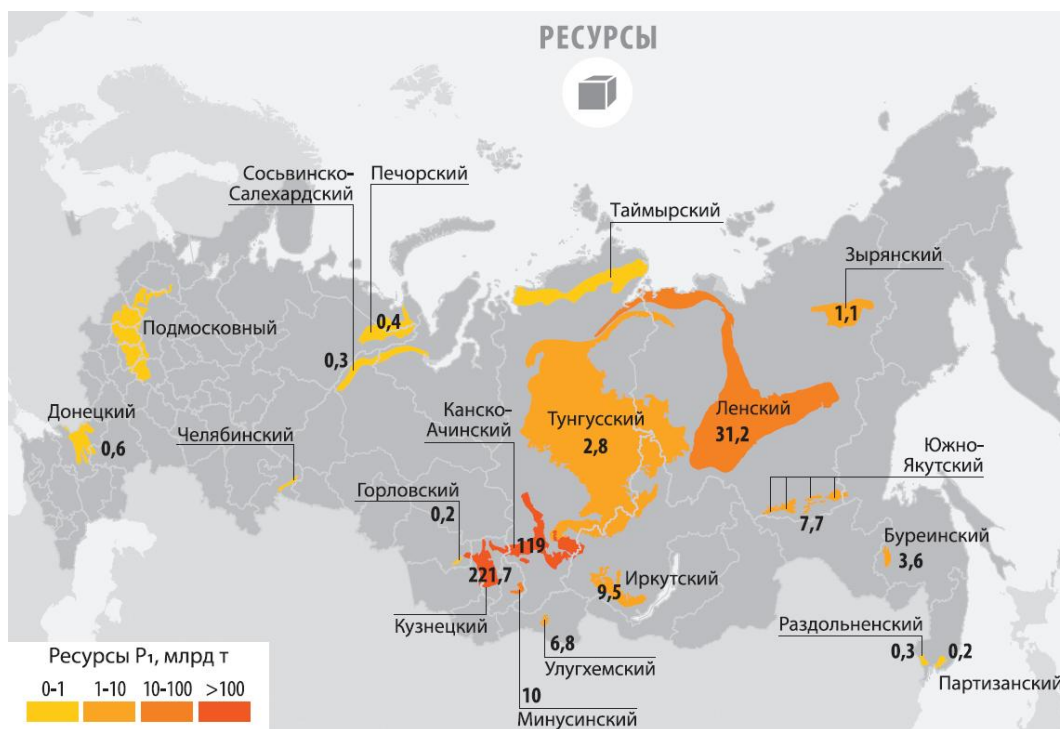 РЕСУРСЫ
Сосьвинско-
Салехардский
Печорский
Таймырский
Зырянский
1,1
Подмосковный
0,4
0,3
Донецкий
0,6
Челябинский
Канско-
Ачинский
Тунгусский
2,8
Ленский
31,2
Южно-
Якутский
7,7
Горловский
0,2
119
221,7
Кузнецкий
Иркутский
9,5
Буреинский
3,6
6,8
Улугхемский
10
Минусинский
Раздольненский
0,3
0,2
Партизанский
Ресурсы P₁, млрд т
0-1 1-10 10-100 >100